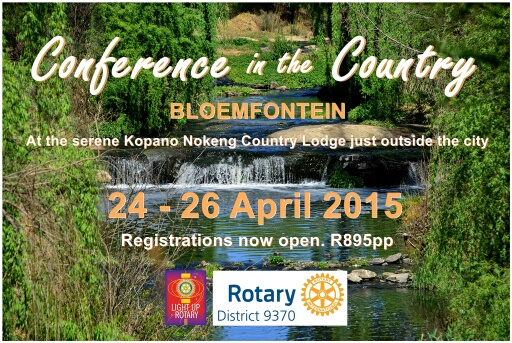 Conference in the Country
BLOEMFONTEIN
At the serene Kopano Nokeng Country Lodge just outside the city
24 - 26 April 2015
Registrations now open. R895pp
LIGHT UP
ROTARY
Rotary
District 9370